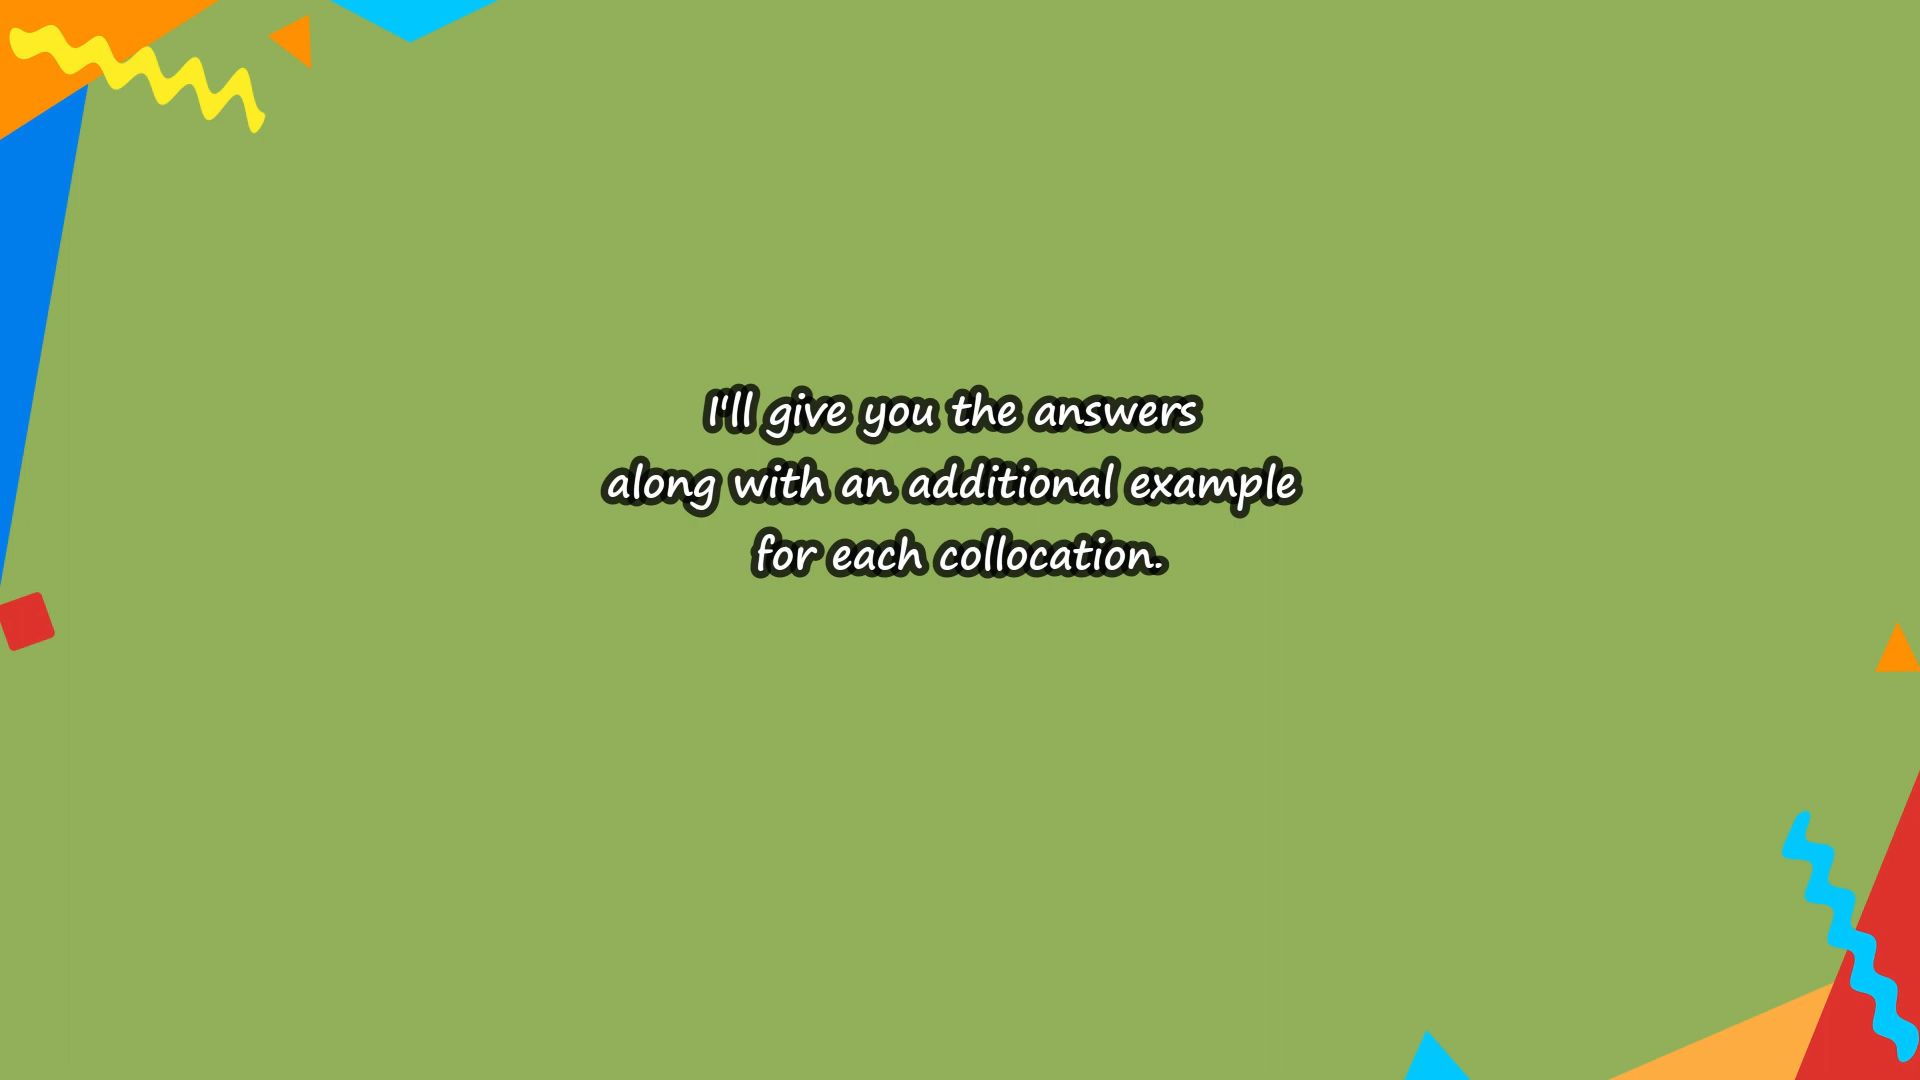 I'll give you the answers
along with an additional example
for each collocation.